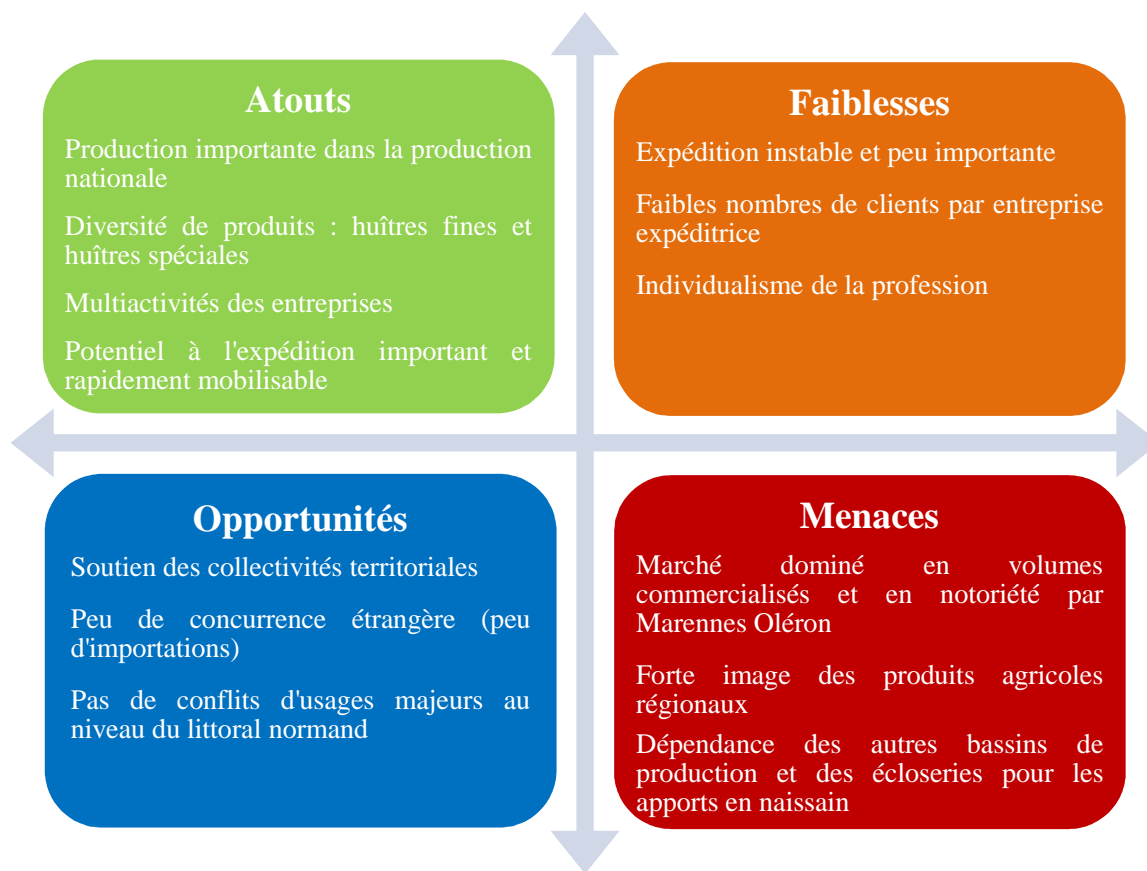 Atouts
Production importante dans la production
nationale
Diversité de produits : huîtres fines et
huîtres spéciales
Multiactivités des entreprises
Potentiel à l'expédition important et
rapidement mobilisable
Faiblesses
Expédition instable et peu importante
Faibles nombres de clients par entreprise
expéditrice
Individualisme de la profession
Opportunités
Soutien des collectivités territoriales
Peu de concurrence étrangère (peu
d'importations)
Pas de conflits d'usages majeurs au
niveau du littoral normand
Menaces
Marché dominé en volumes
commercialisés et en notoriété par
Marennes Oléron
Forte image des produits agricoles
régionaux
Dépendance des autres bassins de
production et des écloseries pour les
apports en naissain